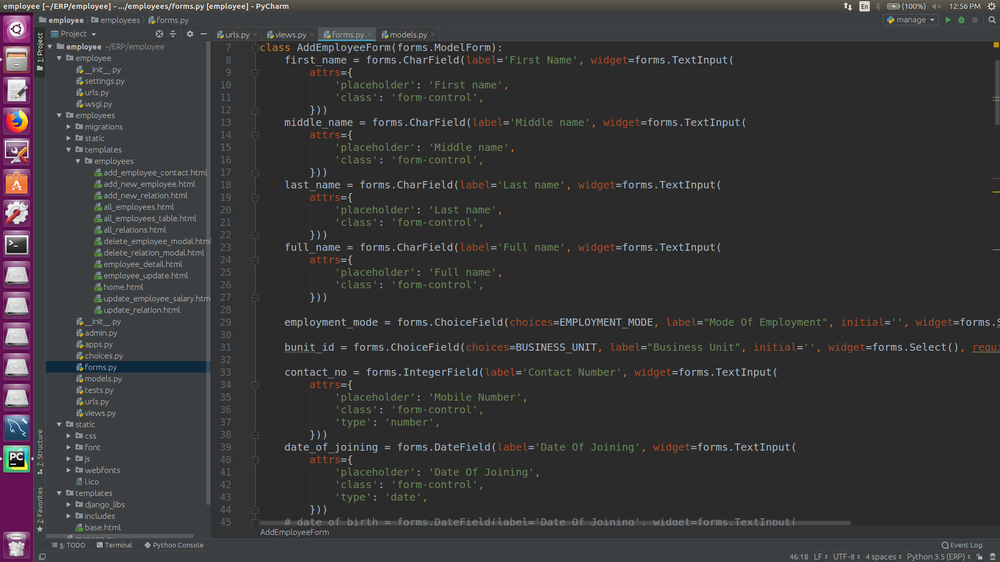 employee [~/ERP/employee] - .../employees/forms.py [employee] - PyCharm
En (100%) 12:56 PM
employee employees forms.py
manage
1: Project
7: Structure
2: Favorites
Project
employee ~/ERP/employee
employee
__init__.py
settings.py
urls.py
wsgi.py
employees
migrations
static
templates
employees
add_employee_contact.html
add_new_employee.html
add_new_relation.html
all_employees.html
all_employees_table.html
all_relations.html
delete_employee_modal.html
delete_relation_modal.html
employee_detail.html
employee_update.html
home.html
update_employee_salary.htm
update_relation.html
__init__.py
admin.py
apps.py
choices.py
forms.py
models.py
tests.py
urls.py
views.py
static
css
font
js
webfonts
i.ico
templates
django_libs
includes
base.html
manage.py
urls.py views.py forms.py models.py
7 class AddEmployeeForm(forms.ModelForm):
8 first_name = forms.CharField(label='First Name', widget=forms.TextInput(
9 attrs={
10 'placeholder': 'First name',
11 'class': 'form-control',
12 }))
13 middle_name = forms.CharField(label='Middle name', widget=forms.TextInput(
14 attrs={
15 'placeholder': 'Middle name',
16 'class': 'form-control',
17 }))
18 last_name = forms.CharField(label='Last name', widget=forms.TextInput(
19 attrs={
20 'placeholder': 'Last name',
21 'class': 'form-control',
22 }))
23 full_name = forms.CharField(label='Full name', widget=forms.TextInput(
24 attrs={
25 'placeholder': 'Full name',
26 'class': 'form-control',
27 }))
28
29 employment_mode = forms.ChoiceField(choices=EMPLOYMENT_MODE, label="Mode Of Employment", initial='', widget=forms.S
30
31 bunit_id = forms.ChoiceField(choices=BUSINESS_UNIT, label="Business Unit", initial='', widget=forms.Select(), requi
32
33 contact_no = forms.IntegerField(label='Contact Number', widget=forms.TextInput(
34 attrs={
35 'placeholder': 'Mobile Number',
36 'class': 'form-control',
37 'type': 'number',
38 }))
39 date_of_joining = forms.DateField(label='Date Of Joining', widget=forms.TextInput(
40 attrs={
41 'placeholder': 'Date Of Joining',
42 'class': 'form-control',
43 'type': 'date',
44 }))
45 # date of birth = forms.DateField(label='Date Of Joining', widget=forms.TextInput(
AddEmployeeForm
6: TODO Terminal Python Console Event Log
46:18 LF UTF-8 4 spaces Python 3.5 (ERP)
PC